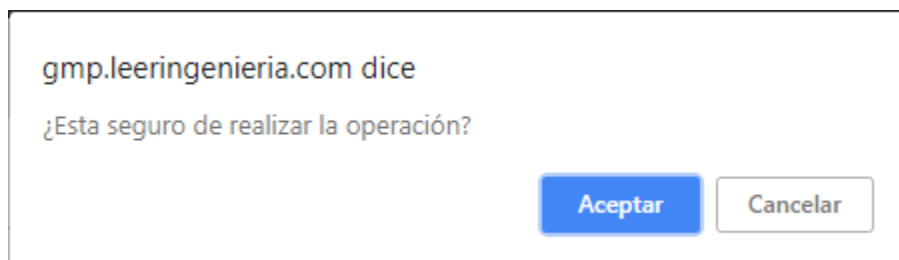 gmp.leeringenieria.com dice
¿Esta seguro de realizar la operación?
Aceptar Cancelar